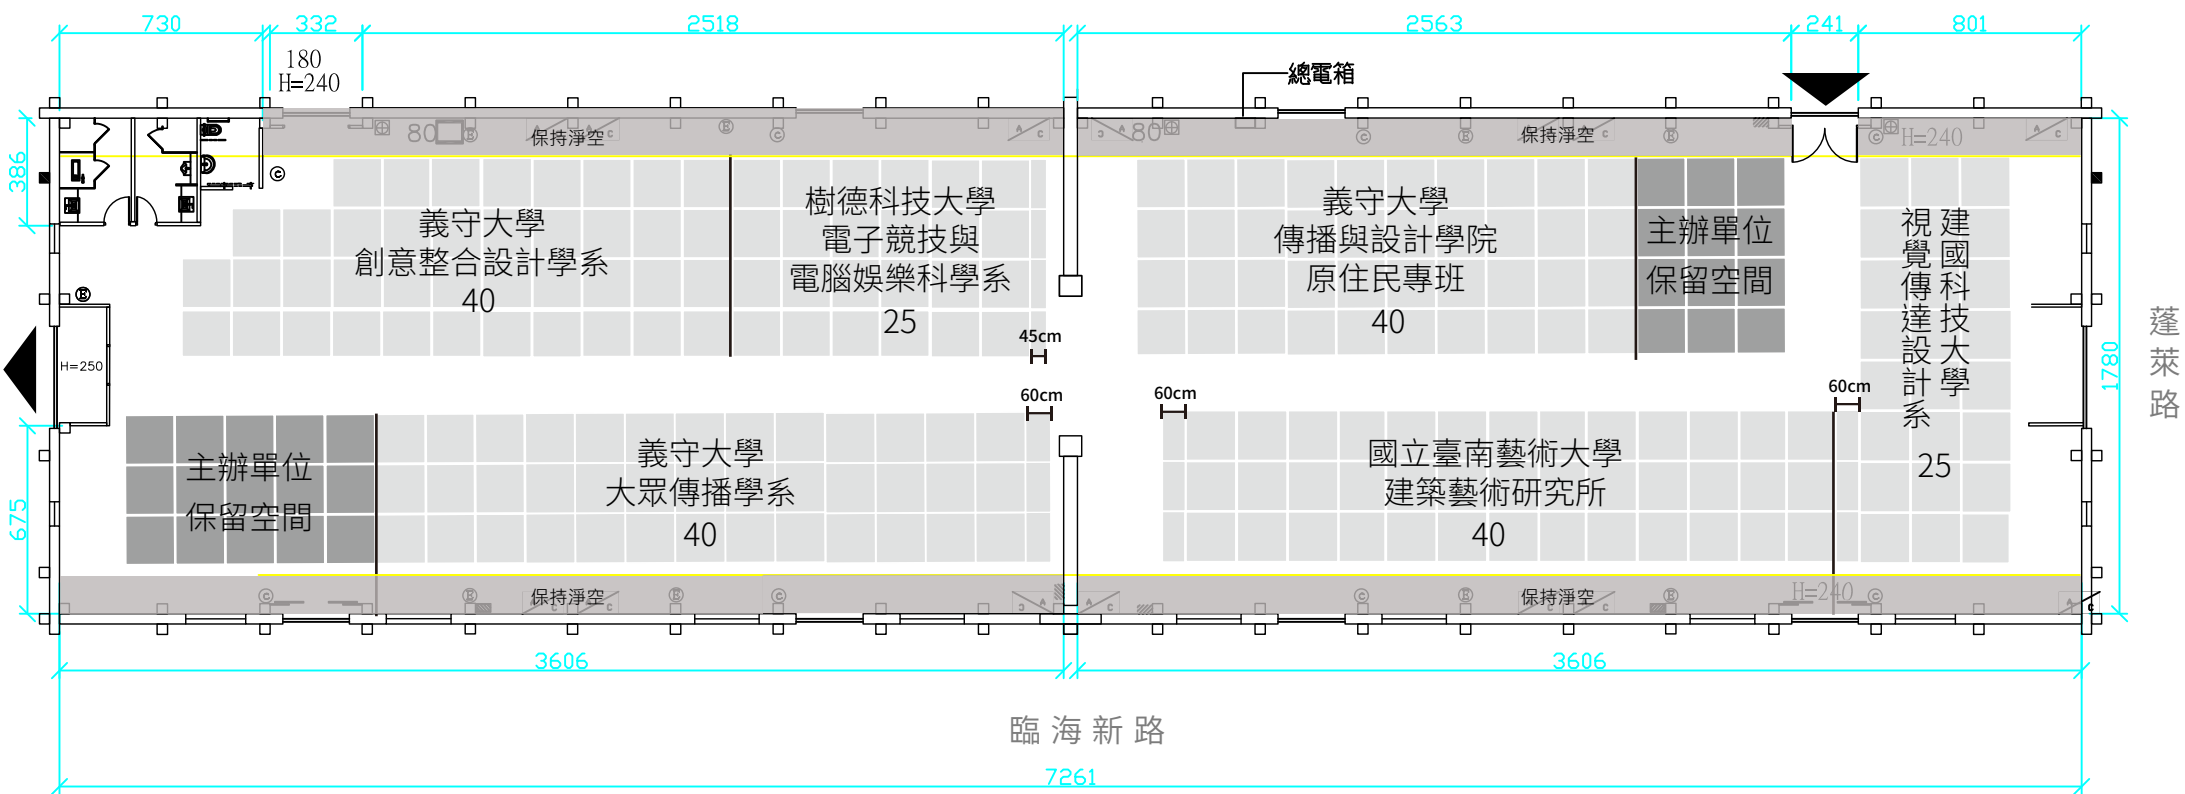 730
332
2518
2563
241
801
180
H=240
總電箱
80
保持淨空
80
保持淨空
H=240
386
義守大學
創意整合設計學系
40
樹德科技大學
電子競技與
電腦娛樂科學系
25
義守大學
傳播與設計學院
原住民專班
40
主辦單位
保留空間
建國科技大學
視覺傳達設計系
25
45cm
H=250
60cm
60cm
60cm
1780
蓬萊路
675
主辦單位
保留空間
義守大學
大眾傳播學系
40
國立臺南藝術大學
建築藝術研究所
40
保持淨空
保持淨空
H=240
3606
3606
臨海新路
7261